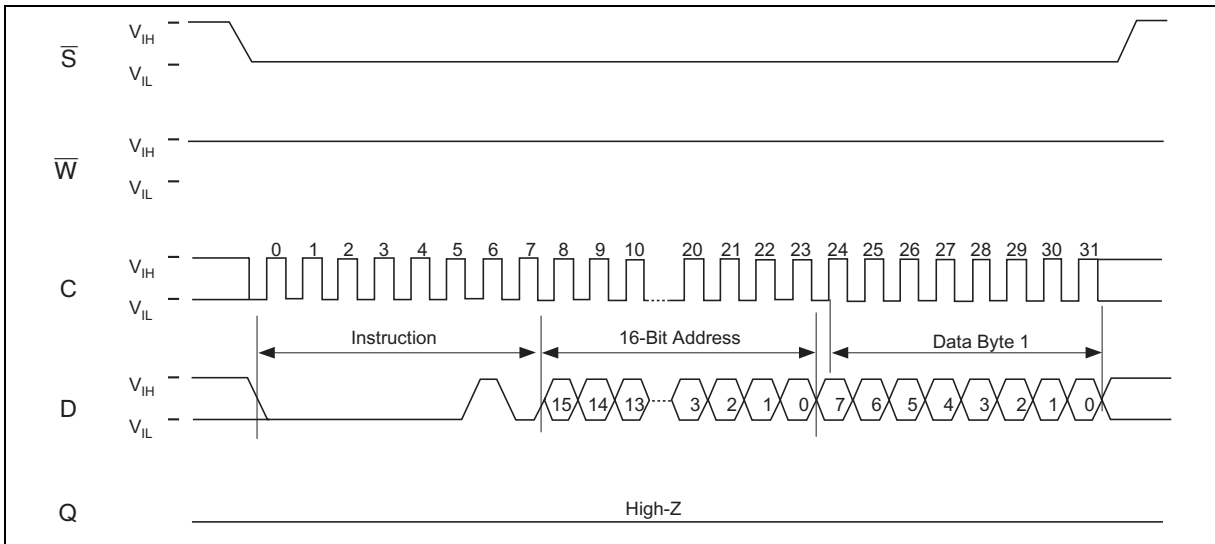 S̅
V_IH
V_IL
W̅
V_IH
V_IL
0 1 2 3 4 5 6 7 8 9 10 20 21 22 23 24 25 26 27 28 29 30 31
C
V_IH
V_IL
Instruction 16-Bit Address Data Byte 1
D
V_IH
V_IL
15 14 13 3 2 1 0 7 6 5 4 3 2 1 0
Q
High-Z